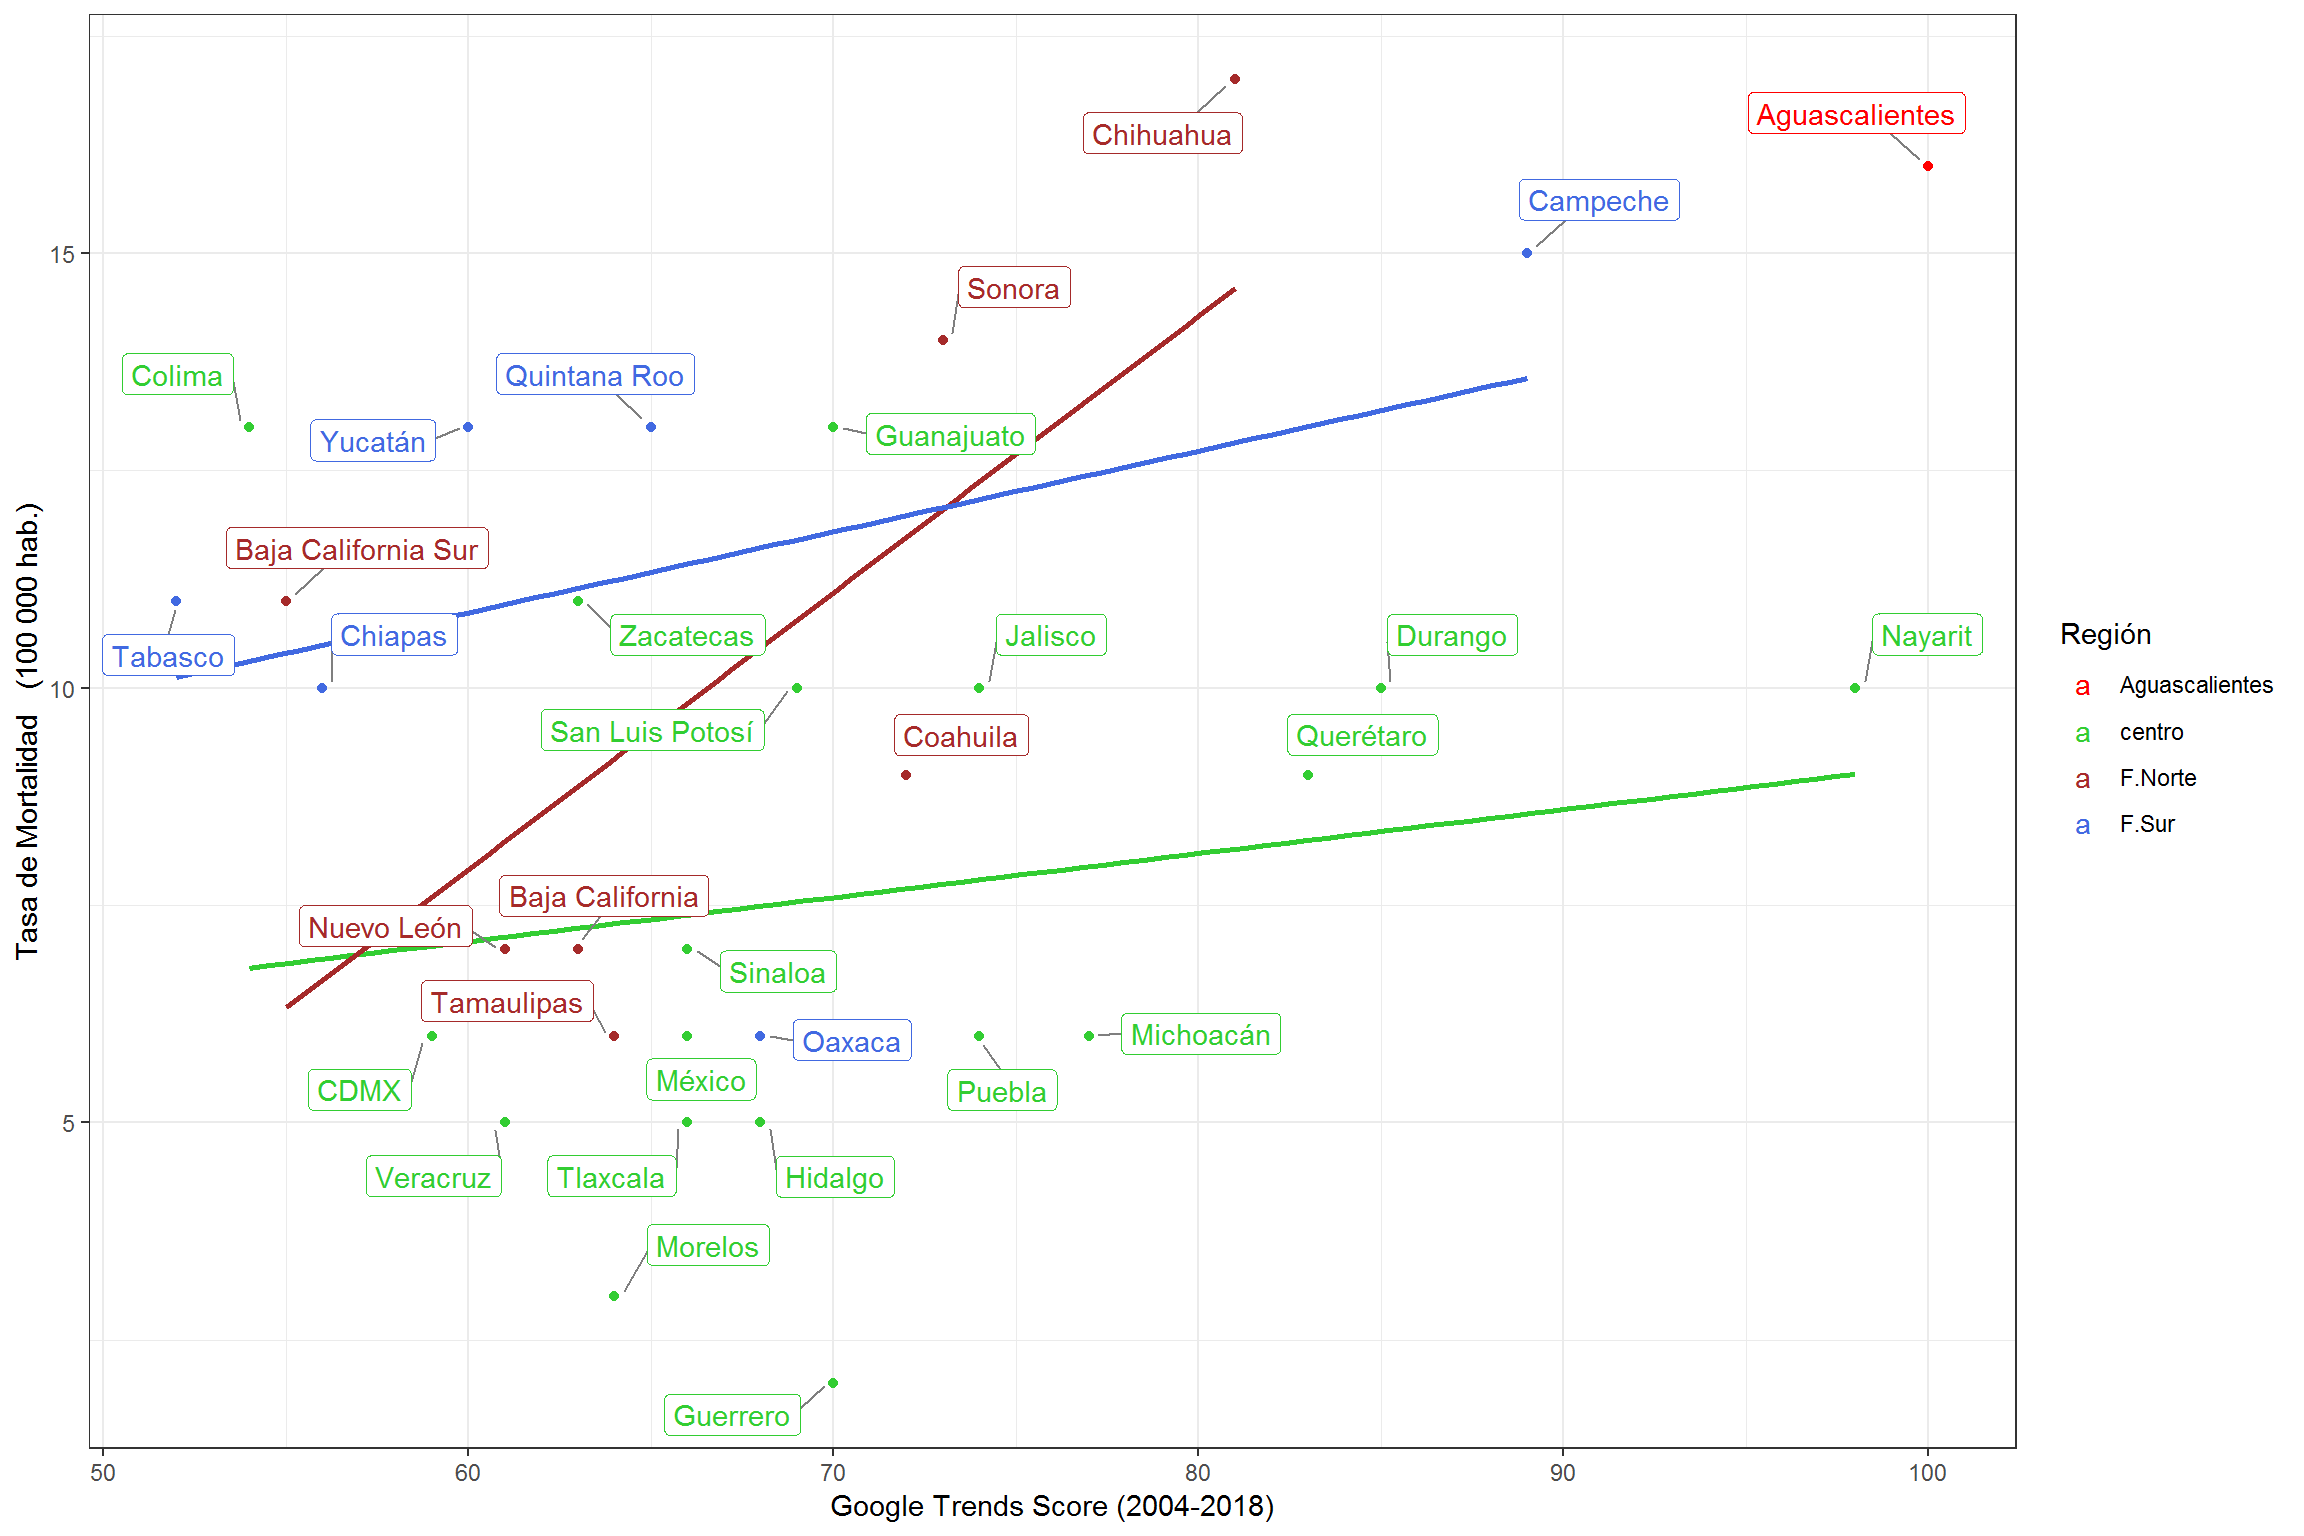 Chihuahua
Aguascalientes
Campeche
15
Sonora
Colima
Quintana Roo
Yucatán
Guanajuato
Baja California Sur
Tabasco
Chiapas
Zacatecas
Jalisco
Durango
Nayarit
10
San Luis Potosí
Coahuila
Querétaro
Baja California
Nuevo León
Sinaloa
Tamaulipas
Oaxaca
Michoacán
México
CDMX
Puebla
5
Veracruz
Tlaxcala
Hidalgo
Morelos
Guerrero
50
60
70
80
90
100
Google Trends Score (2004-2018)
Tasa de Mortalidad (100 000 hab.)
Región
a Aguascalientes
a centro
a F.Norte
a F.Sur